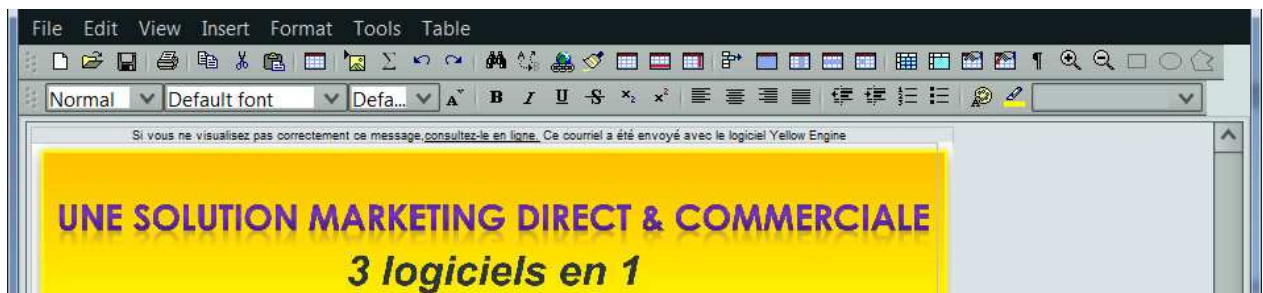 File Edit View Insert Format Tools Table
Normal Default font Defa...
Si vous ne visualisez pas correctement ce message,consultez-le en ligne. Ce courriel a été envoyé avec le logiciel Yellow Engine
UNE SOLUTION MARKETING DIRECT & COMMERCIALE
3 logiciels en 1